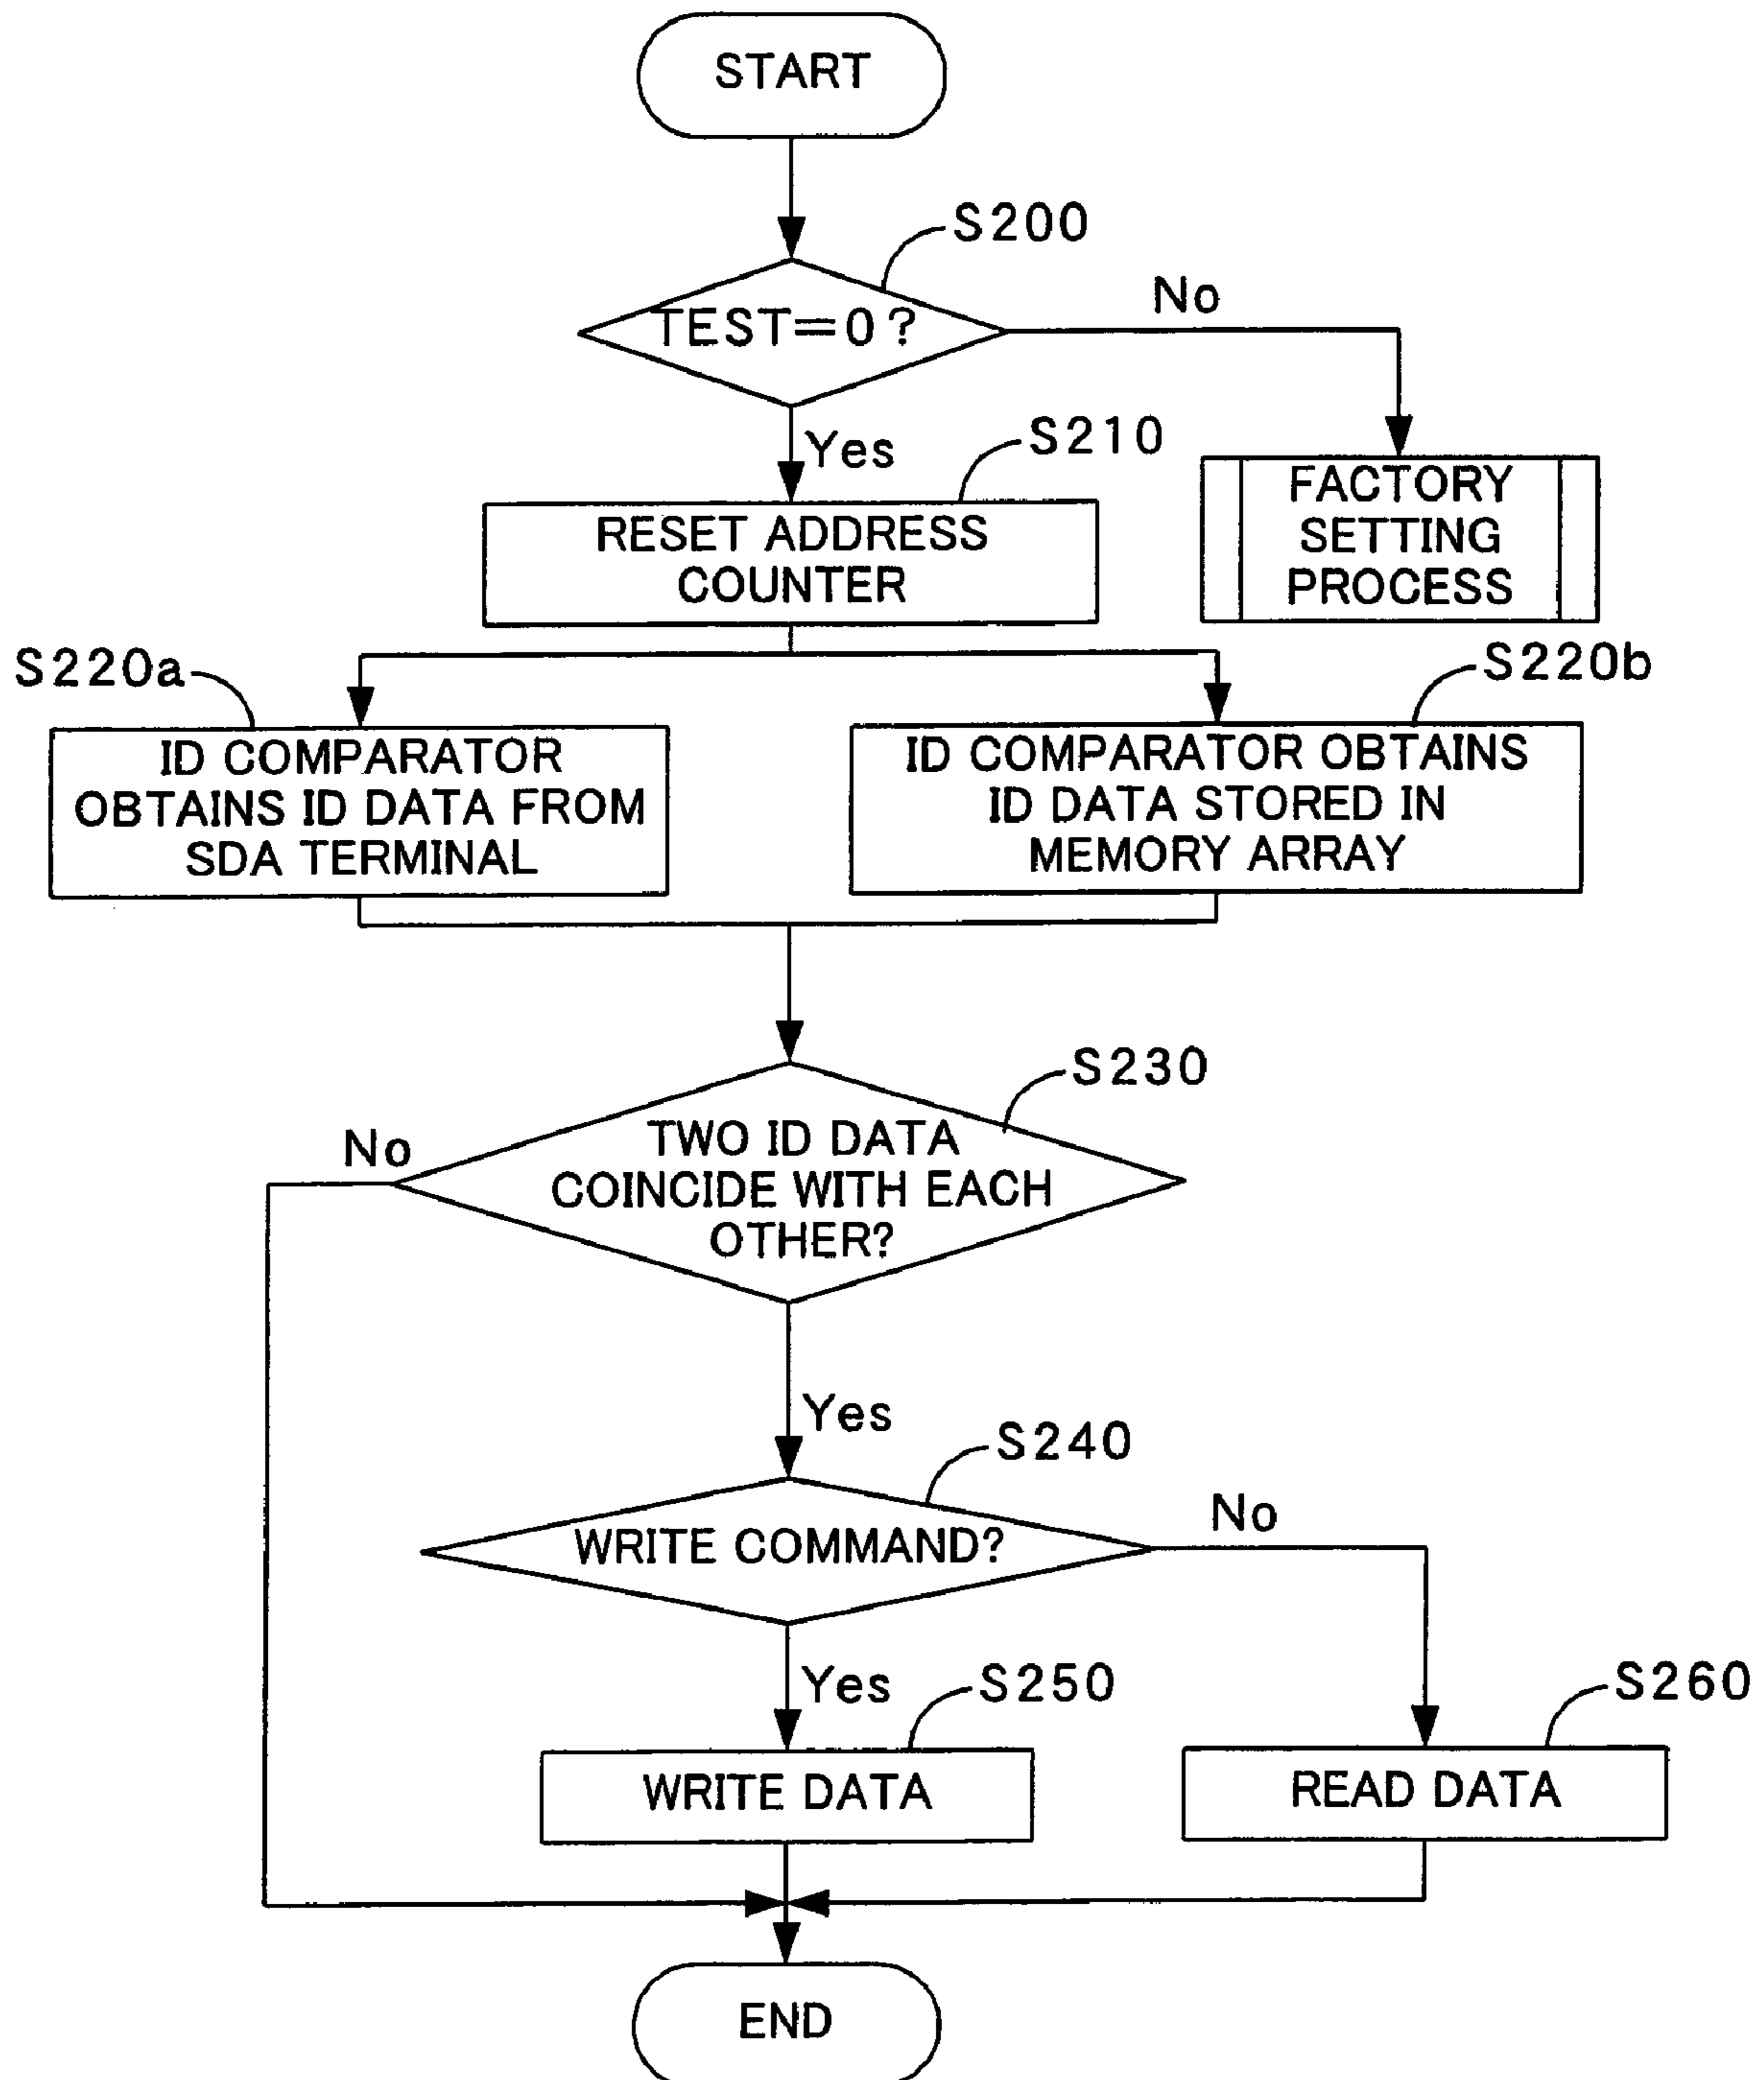 START
S200
TEST=0?
No
Yes
S210
RESET ADDRESS
COUNTER
FACTORY
SETTING
PROCESS
S220a
S220b
ID COMPARATOR
OBTAINS ID DATA FROM
SDA TERMINAL
ID COMPARATOR OBTAINS
ID DATA STORED IN
MEMORY ARRAY
S230
No
TWO ID DATA
COINCIDE WITH EACH
OTHER?
Yes
S240
WRITE COMMAND?
No
Yes
S250
S260
WRITE DATA
READ DATA
END